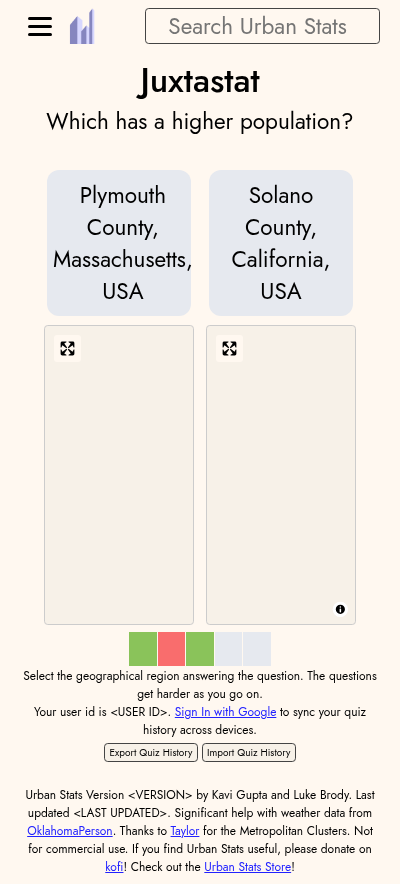 Search Urban Stats
Juxtastat
Which has a higher population?
Plymouth
County,
Massachusetts,
USA
Solano
County,
California,
USA
Select the geographical region answering the question. The questions
get harder as you go on.
Your user id is <USER ID>. Sign In with Google to sync your quiz
history across devices.
Export Quiz History Import Quiz History
Urban Stats Version <VERSION> by Kavi Gupta and Luke Brody. Last
updated <LAST UPDATED>. Significant help with weather data from
OklahomaPerson. Thanks to Taylor for the Metropolitan Clusters. Not
for commercial use. If you find Urban Stats useful, please donate on
kofi! Check out the Urban Stats Store!